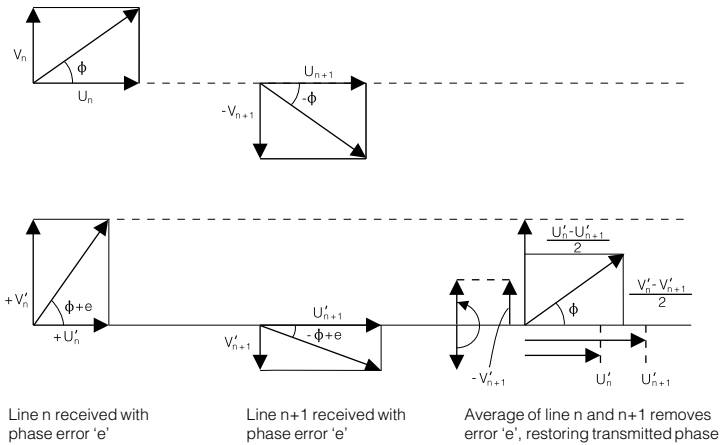 Vₙ
ϕ
Uₙ
Uₙ₊₁
-ϕ
-Vₙ₊₁
+V′ₙ
ϕ+e
+U′ₙ
U′ₙ₊₁
V′ₙ₊₁
-ϕ+e
-V′ₙ₊₁
U′ₙ-U′ₙ₊₁
2
V′ₙ-V′ₙ₊₁
2
ϕ
U′ₙ
U′ₙ₊₁
Line n received with
phase error ‘e’
Line n+1 received with
phase error ‘e’
Average of line n and n+1 removes
error ‘e’, restoring transmitted phase